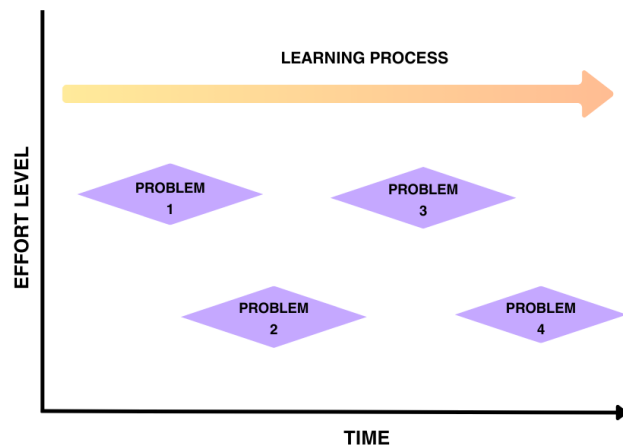 LEARNING PROCESS
EFFORT LEVEL
PROBLEM
1
PROBLEM
3
PROBLEM
2
PROBLEM
4
TIME